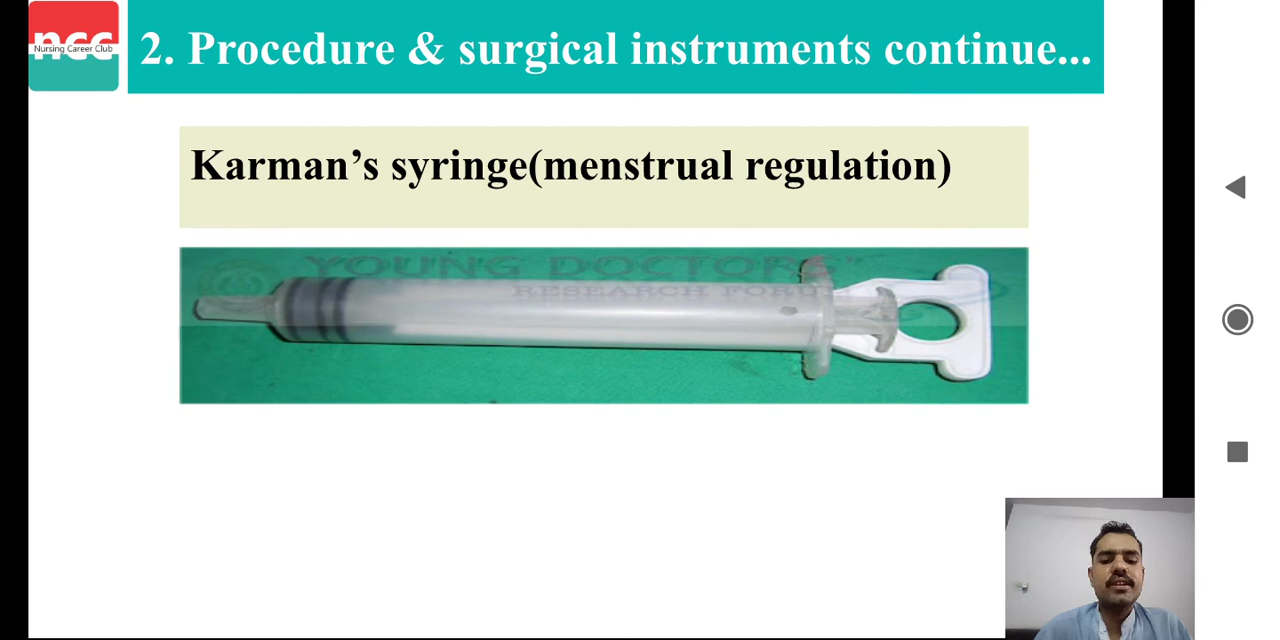 ncc
Nursing Career Club
2. Procedure & surgical instruments continue...
Karman’s syringe(menstrual regulation)
YOUNG DOCTORS"
RESEARCH FORUM